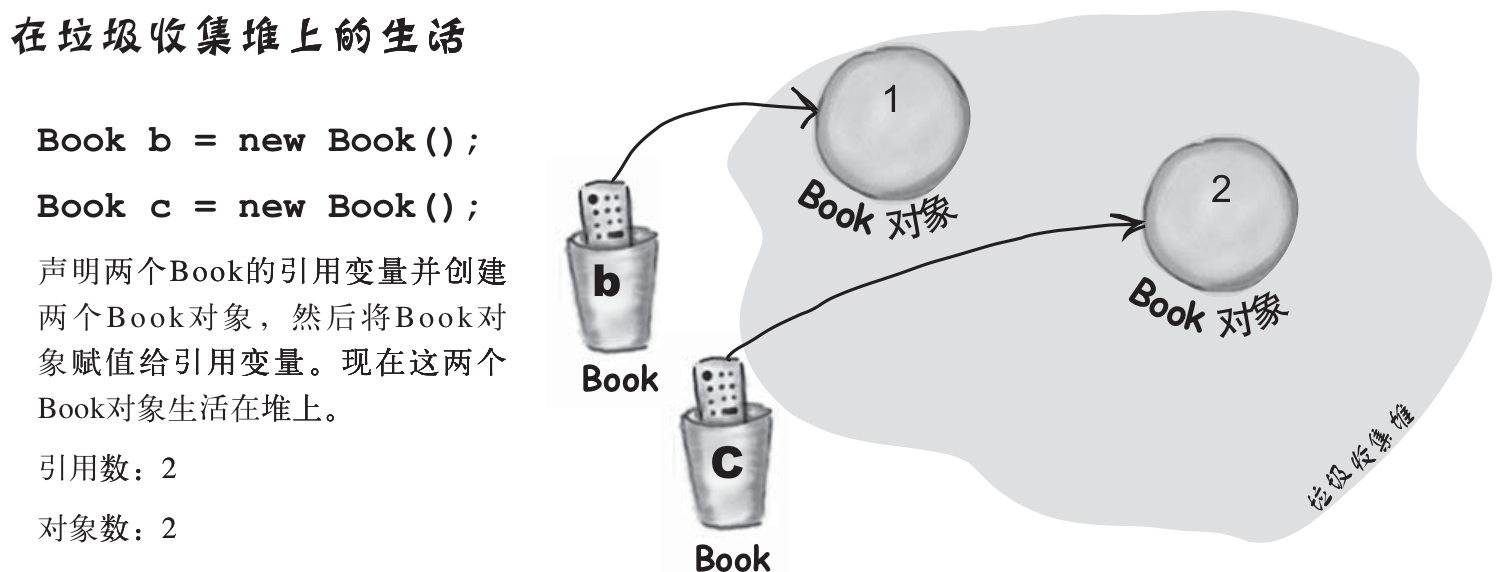 在垃圾收集堆上的生活
Book b = new Book();
Book c = new Book();
声明两个Book的引用变量并创建
两个Book对象，然后将Book对
象赋值给引用变量。现在这两个
Book对象生活在堆上。
引用数：2
对象数：2
1
Book 对象
2
Book 对象
b
Book
c
Book
垃圾收集堆